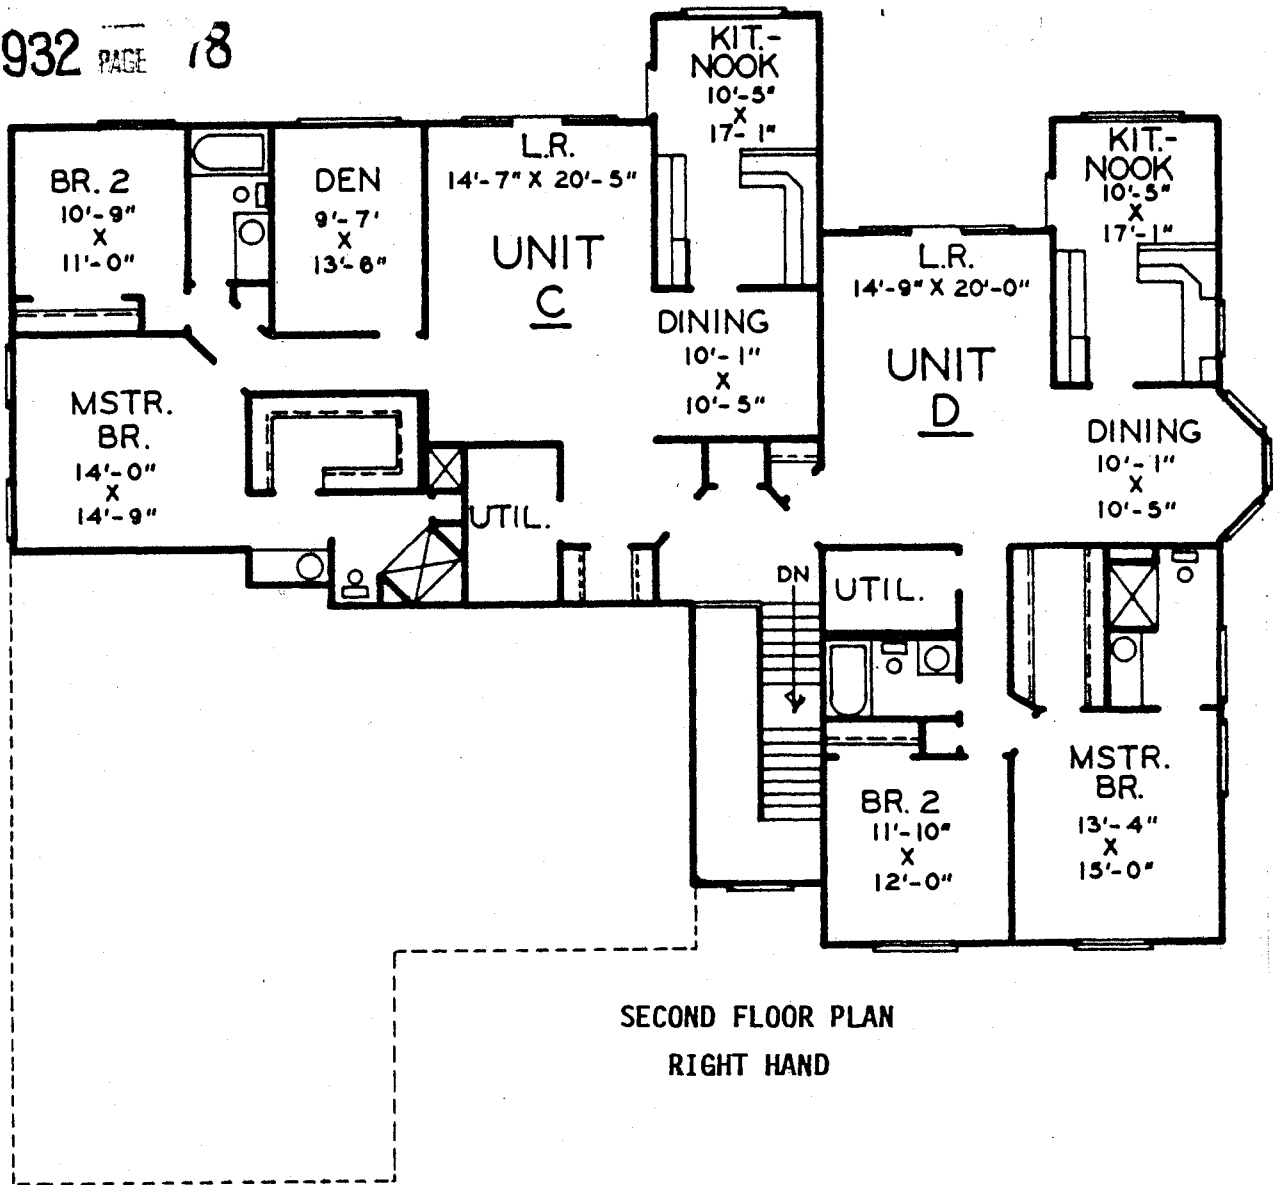 932 PAGE 78
KIT.-
NOOK
10'-5"
X
17-1"
BR. 2
10'-9"
X
11'-0"
DEN
9'-7'
X
13'-6"
L.R.
14'-7" X 20'-5"
UNIT
C
DINING
10'-1"
X
10'-5"
MSTR.
BR.
14'-0"
X
14'-9"
UTIL.
DN
KIT.-
NOOK
10'-5"
X
17'-1"
L.R.
14'-9" X 20'-0"
UNIT
D
DINING
10'-1"
X
10'-5"
UTIL.
BR. 2
11'-10"
X
12'-0"
MSTR.
BR.
13'-4"
X
15'-0"
SECOND FLOOR PLAN
RIGHT HAND